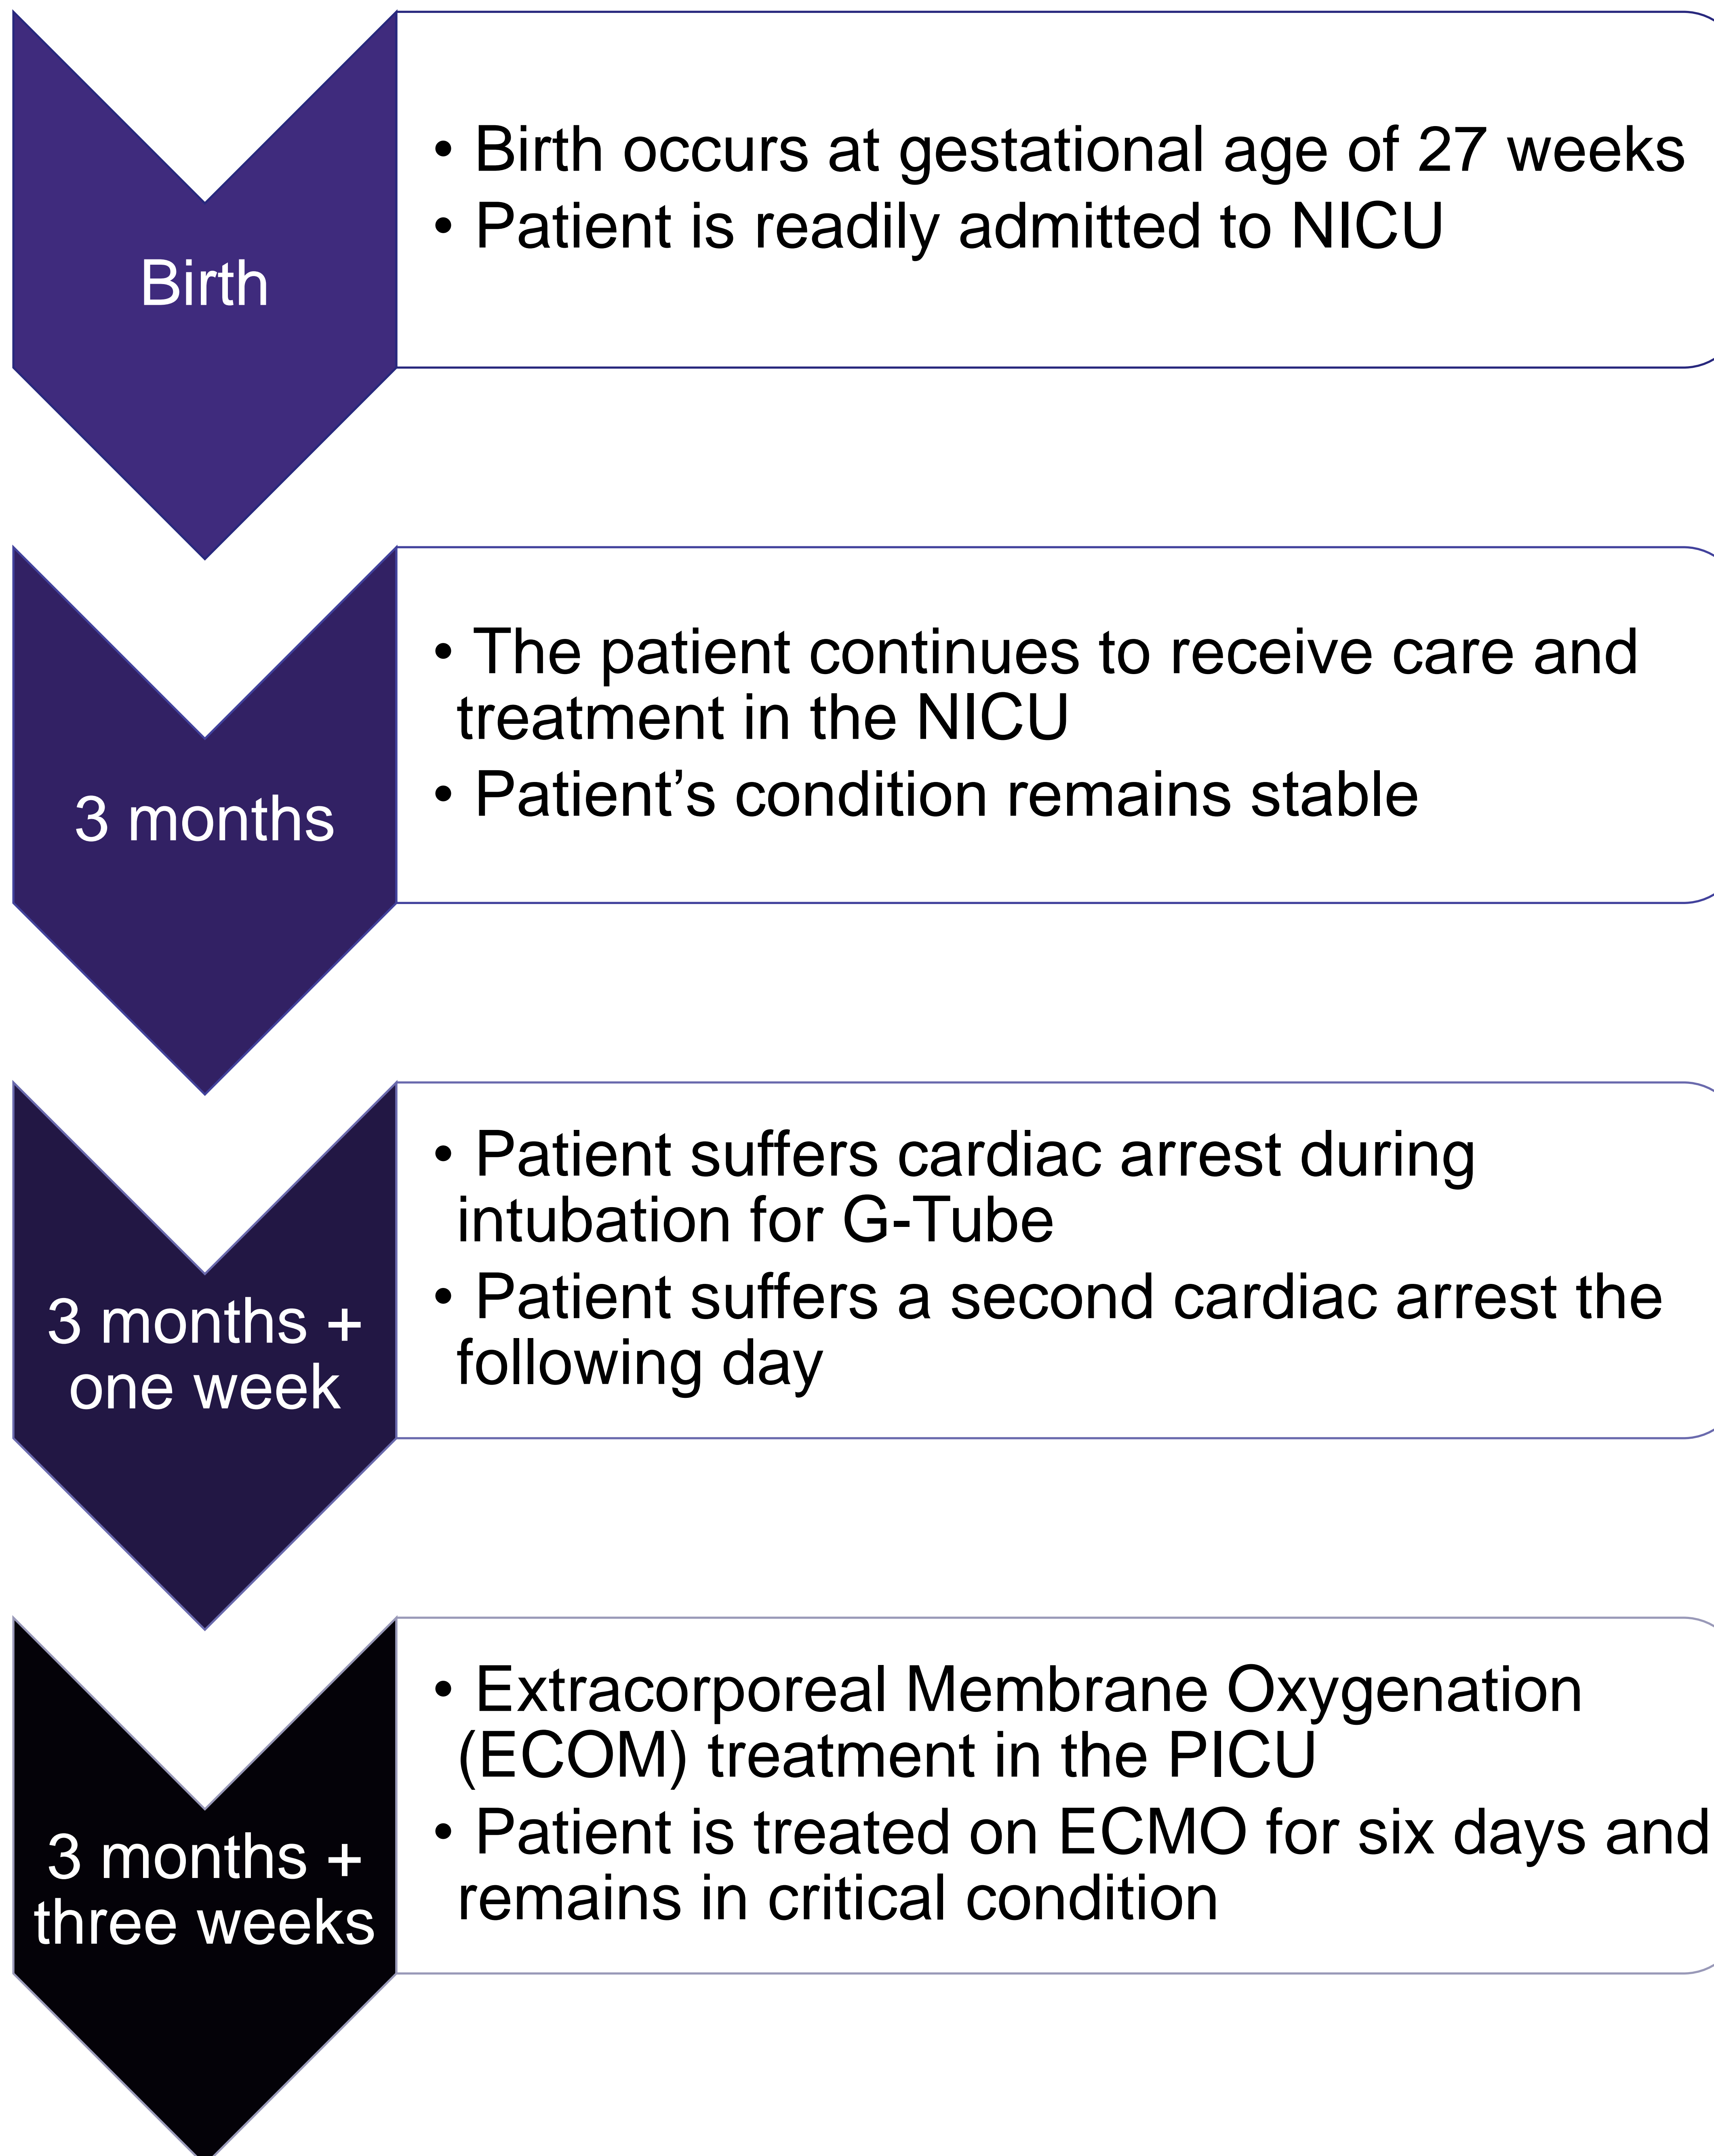 Birth
• Birth occurs at gestational age of 27 weeks
• Patient is readily admitted to NICU
3 months
• The patient continues to receive care and
treatment in the NICU
• Patient’s condition remains stable
3 months +
one week
• Patient suffers cardiac arrest during
intubation for G-Tube
• Patient suffers a second cardiac arrest the
following day
3 months +
three weeks
• Extracorporeal Membrane Oxygenation
(ECOM) treatment in the PICU
• Patient is treated on ECMO for six days and
remains in critical condition